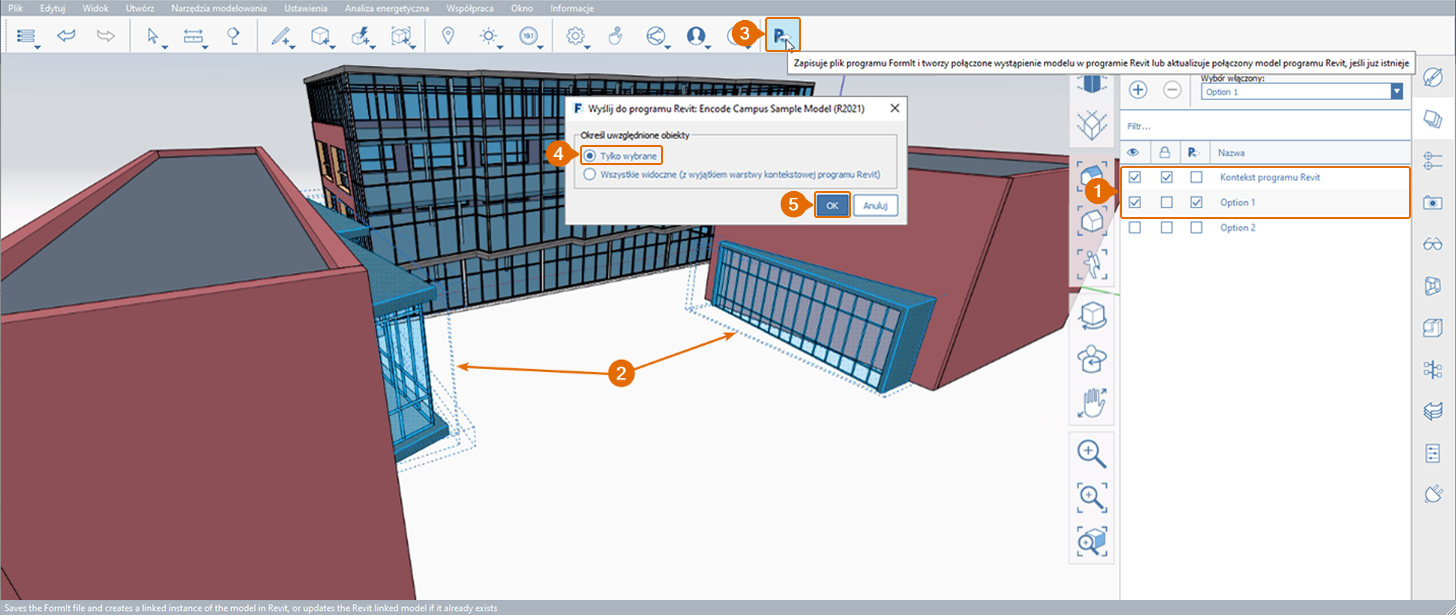 Plik Edytuj Widok Utwórz Narzędzia modelowania Ustawienia Analiza energetyczna Współpraca Okno Informacje
19.1
3
P
Zapisuje plik programu FormIt i tworzy połączone wystąpienie modelu w programie Revit lub aktualizuje połączony model programu Revit, jeśli już istnieje
Wybór włączony:
Option 1
Filtr...
Nazwa
Kontekst programu Revit
Option 1
Option 2
1
F Wyślij do programu Revit: Encode Campus Sample Model (R2021)
Określ uwzględnione obiekty
4 Tylko wybrane
Wszystkie widoczne (z wyjątkiem warstwy kontekstowej programu Revit)
5 OK Anuluj
2
Saves the FormIt file and creates a linked instance of the model in Revit, or updates the Revit linked model if it already exists